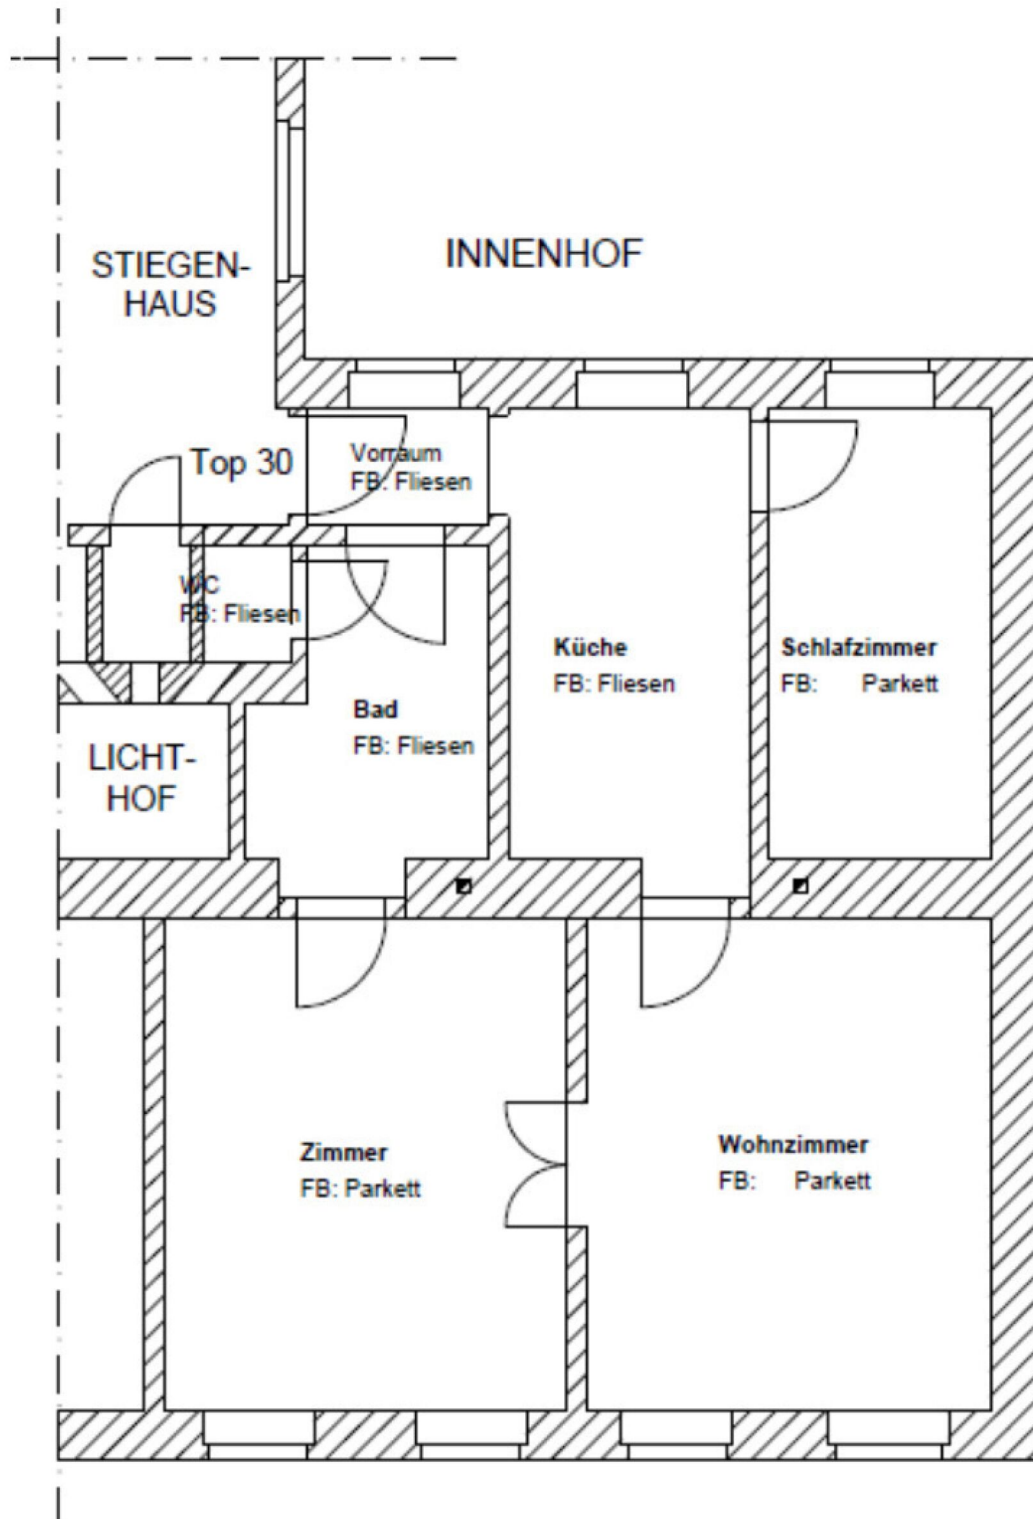 STIEGEN-
HAUS
INNENHOF
Top 30
Vorraum
FB: Fliesen
WC
FB: Fliesen
Küche
FB: Fliesen
Schlafzimmer
FB: Parkett
Bad
FB: Fliesen
LICHT-
HOF
Zimmer
FB: Parkett
Wohnzimmer
FB: Parkett